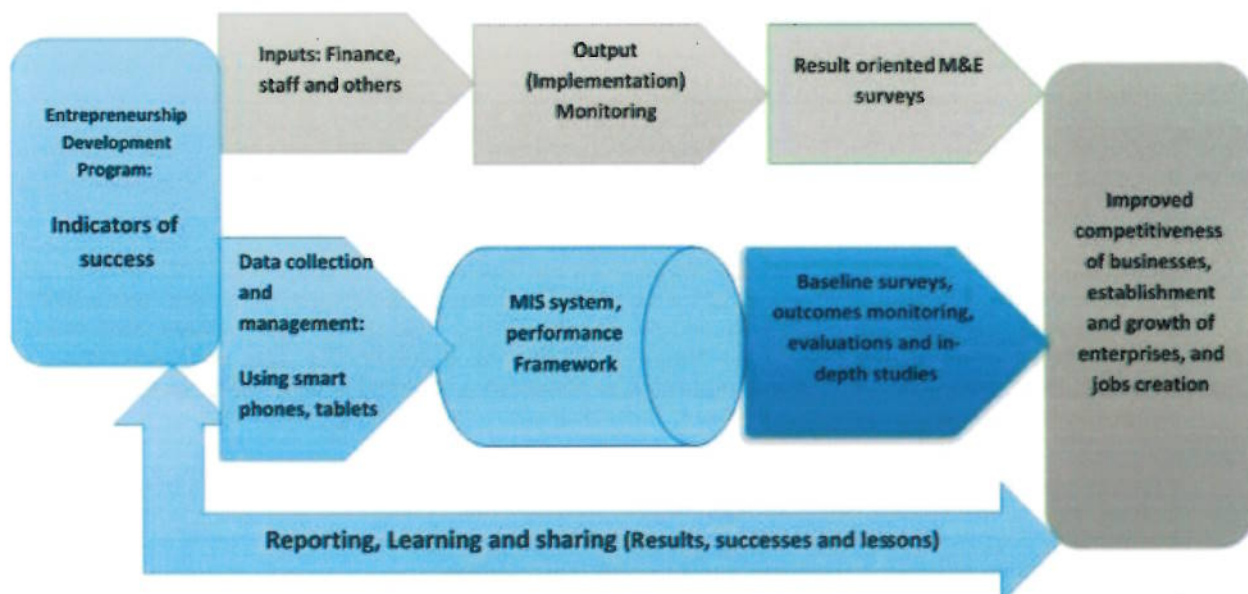 Entrepreneurship
Development
Program:
Indicators of
success
Inputs: Finance,
staff and others
Output
(Implementation)
Monitoring
Result oriented M&E
surveys
Data collection
and
management:
Using smart
phones, tablets
MIS system,
performance
Framework
Baseline surveys,
outcomes monitoring,
evaluations and in-
depth studies
Improved
competitiveness
of businesses,
establishment
and growth of
enterprises, and
jobs creation
Reporting, Learning and sharing (Results, successes and lessons)